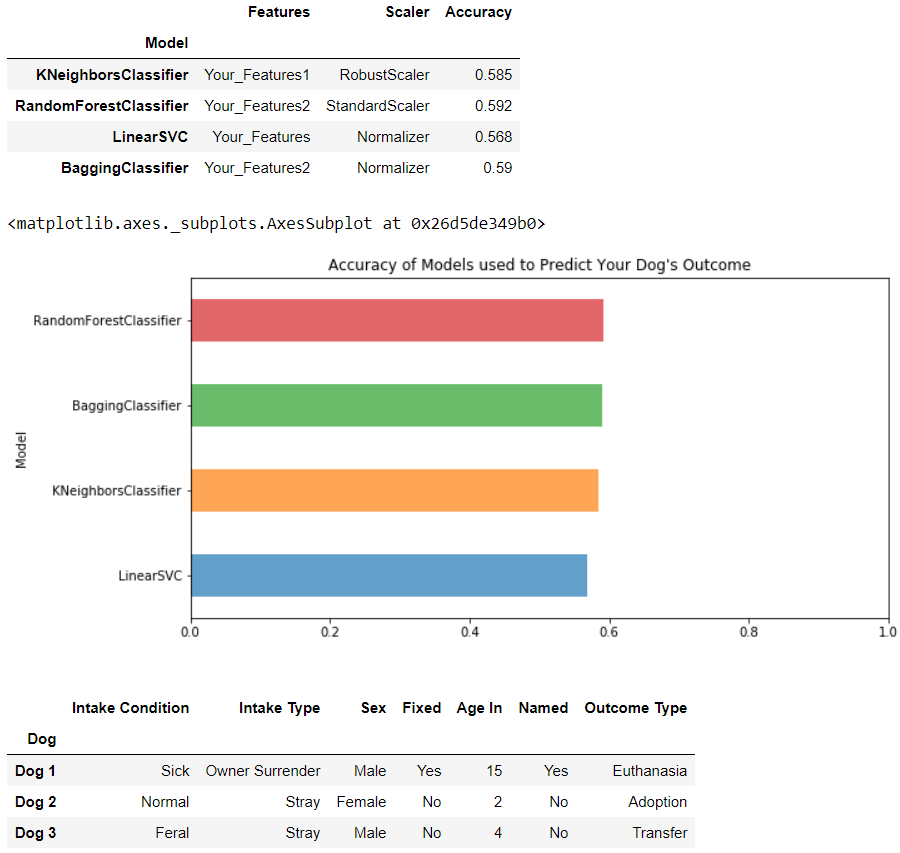 Features Scaler Accuracy
Model
KNeighborsClassifier Your_Features1 RobustScaler 0.585
RandomForestClassifier Your_Features2 StandardScaler 0.592
LinearSVC Your_Features Normalizer 0.568
BaggingClassifier Your_Features2 Normalizer 0.59
<matplotlib.axes._subplots.AxesSubplot at 0x26d5de349b0>
Accuracy of Models used to Predict Your Dog's Outcome
RandomForestClassifier
BaggingClassifier
Model
KNeighborsClassifier
LinearSVC
0.0 0.2 0.4 0.6 0.8 1.0
Intake Condition Intake Type Sex Fixed Age In Named Outcome Type
Dog
Dog 1 Sick Owner Surrender Male Yes 15 Yes Euthanasia
Dog 2 Normal Stray Female No 2 No Adoption
Dog 3 Feral Stray Male No 4 No Transfer